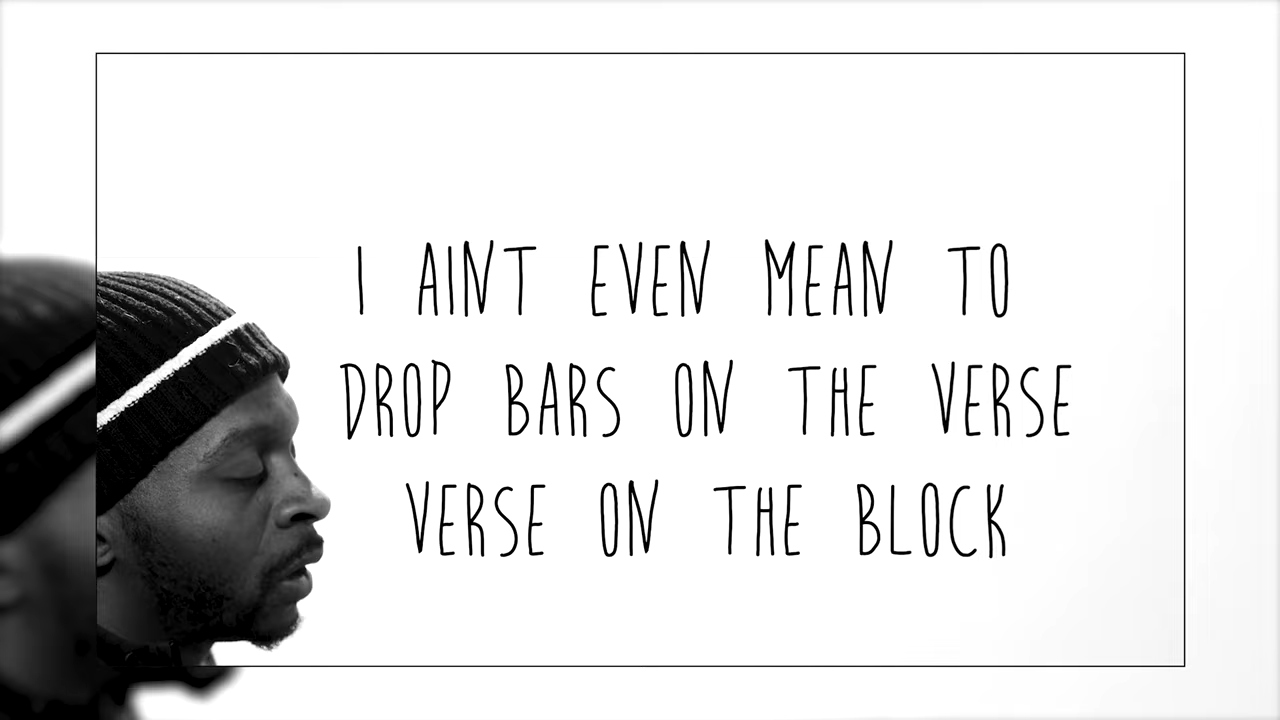 I AINT EVEN MEAN TO
DROP BARS ON THE VERSE
VERSE ON THE BLOCK